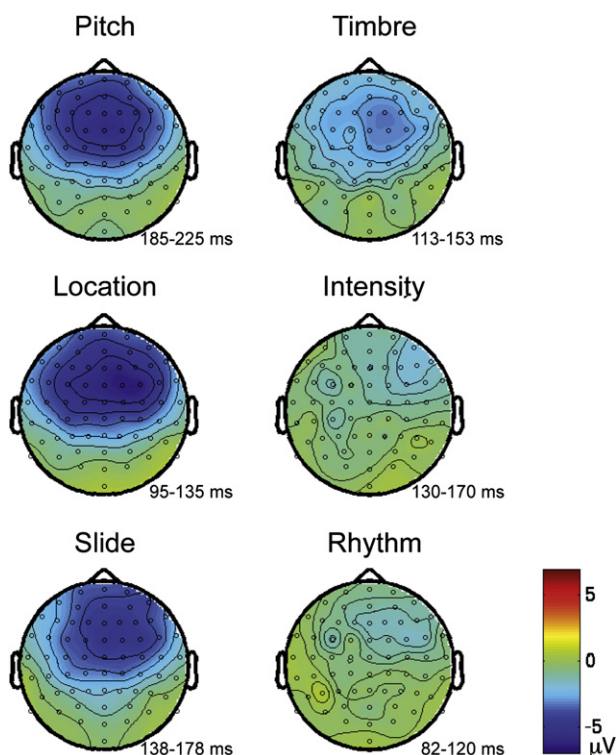 Pitch
Timbre
185-225 ms
113-153 ms
Location
Intensity
95-135 ms
130-170 ms
Slide
Rhythm
138-178 ms
82-120 ms
5
0
-5
µV